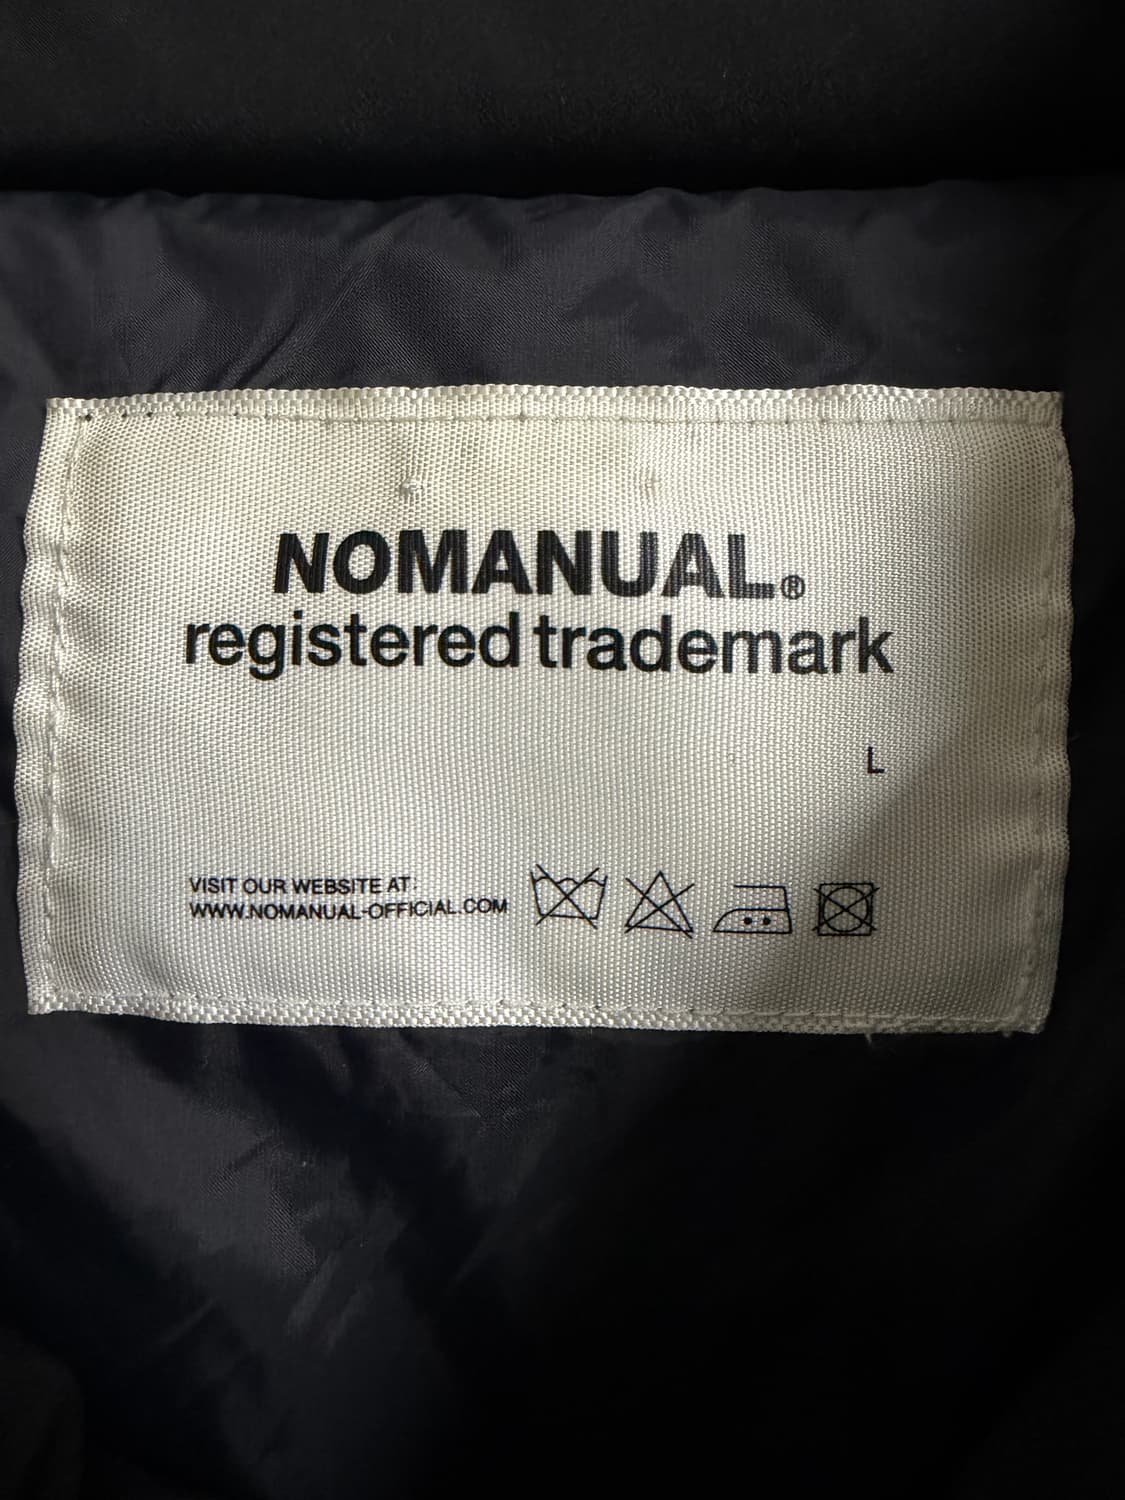 NOMANUAL.®
registered trademark
L
VISIT OUR WEBSITE AT:
WWW.NOMANUAL-OFFICIAL.COM